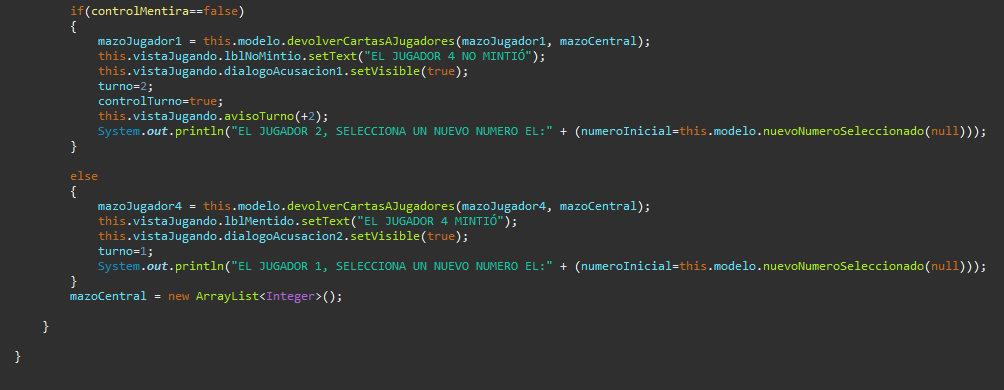 if(controlMentira==false)
{
mazoJugador1 = this.modelo.devolverCartasAJugadores(mazoJugador1, mazoCentral);
this.vistaJugando.lblNoMintio.setText("EL JUGADOR 4 NO MINTIÓ");
this.vistaJugando.dialogoAcusacion1.setVisible(true);
turno=2;
controlTurno=true;
this.vistaJugando.avisoTurno(+2);
System.out.println("EL JUGADOR 2, SELECCIONA UN NUEVO NUMERO EL:" + (numeroInicial=this.modelo.nuevoNumeroSeleccionado(null)));
}
else
{
mazoJugador4 = this.modelo.devolverCartasAJugadores(mazoJugador4, mazoCentral);
this.vistaJugando.lblMentido.setText("EL JUGADOR 4 MINTIÓ");
this.vistaJugando.dialogoAcusacion2.setVisible(true);
turno=1;
System.out.println("EL JUGADOR 1, SELECCIONA UN NUEVO NUMERO EL:" + (numeroInicial=this.modelo.nuevoNumeroSeleccionado(null)));
}
mazoCentral = new ArrayList<Integer>();
}
}